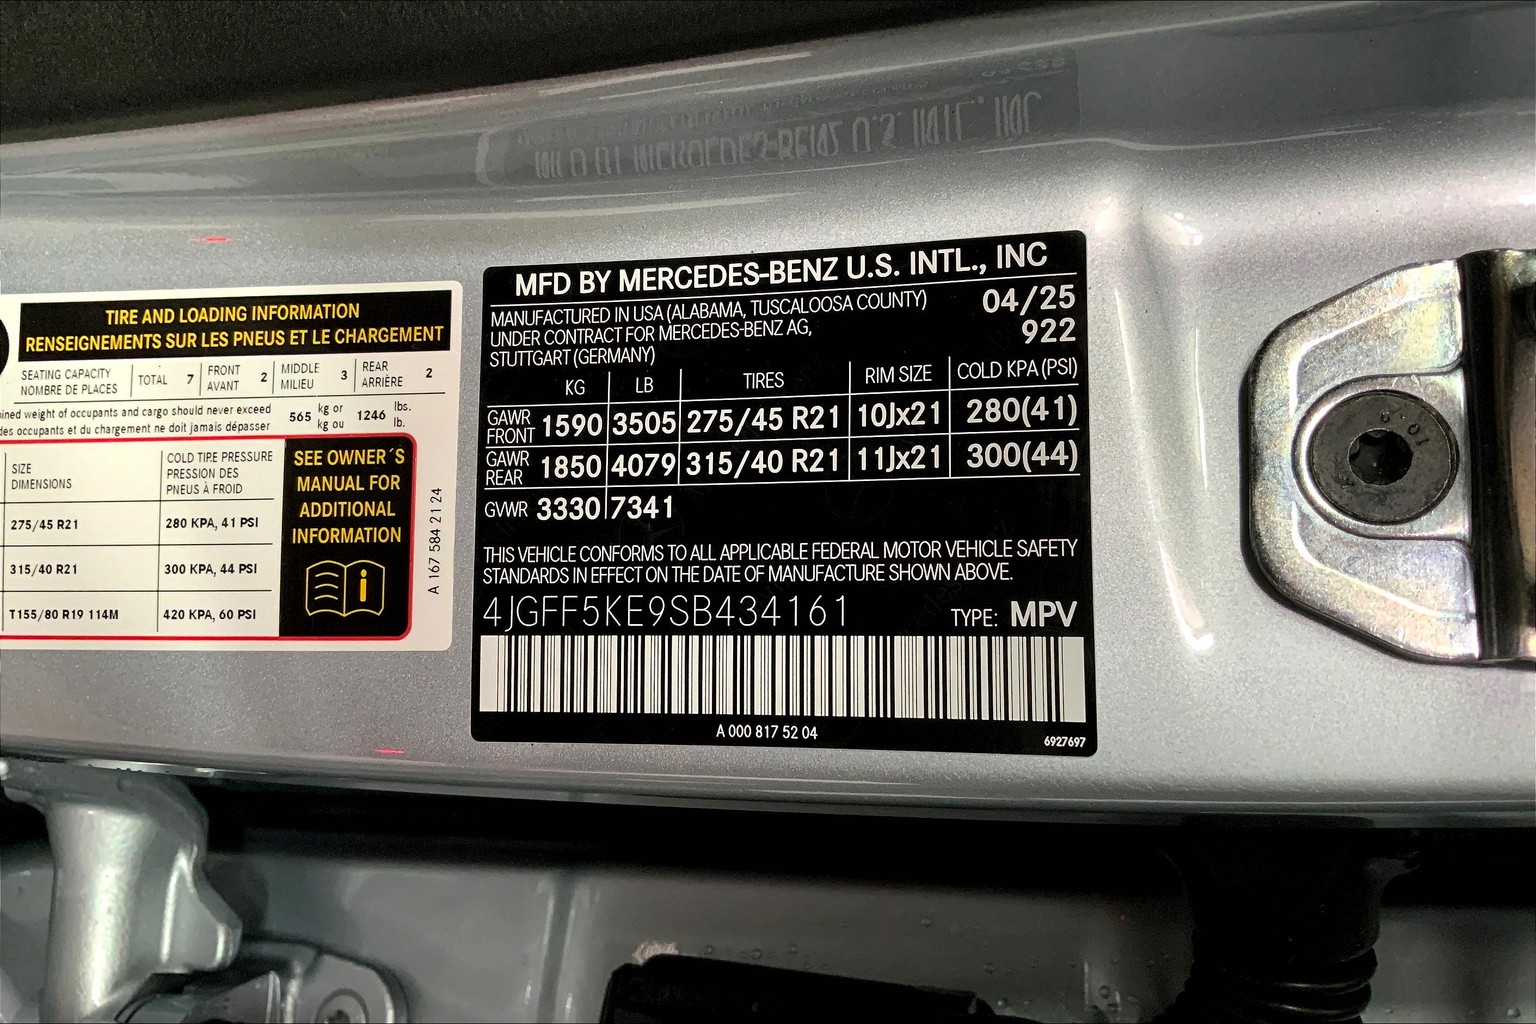 TIRE AND LOADING INFORMATION
RENSEIGNEMENTS SUR LES PNEUS ET LE CHARGEMENT
SEATING CAPACITY
NOMBRE DE PLACES
TOTAL 7
FRONT
AVANT 2
MIDDLE
MILIEU 3
REAR
ARRIÈRE 2
weight of occupants and cargo should never exceed
occupants et du chargement ne doit jamais dépasser
565 kg or
kg ou
1246 lbs.
lb.
SIZE
DIMENSIONS
COLD TIRE PRESSURE
PRESSION DES
PNEUS À FROID
275/45 R21 280 KPA, 41 PSI
315/40 R21 300 KPA, 44 PSI
T155/80 R19 114M 420 KPA, 60 PSI
SEE OWNER´S
MANUAL FOR
ADDITIONAL
INFORMATION
i
A 167 584 21 24
MFD BY MERCEDES-BENZ U.S. INTL., INC
MANUFACTURED IN USA (ALABAMA, TUSCALOOSA COUNTY)
UNDER CONTRACT FOR MERCEDES-BENZ AG,
STUTTGART (GERMANY)
04/25
922
KG LB TIRES RIM SIZE COLD KPA (PSI)
GAWR
FRONT 1590 3505 275/45 R21 10Jx21 280(41)
GAWR
REAR 1850 4079 315/40 R21 11Jx21 300(44)
GVWR 3330 7341
THIS VEHICLE CONFORMS TO ALL APPLICABLE FEDERAL MOTOR VEHICLE SAFETY
STANDARDS IN EFFECT ON THE DATE OF MANUFACTURE SHOWN ABOVE.
4JGFF5KE9SB434161 TYPE: MPV
A 000 817 52 04
6927697